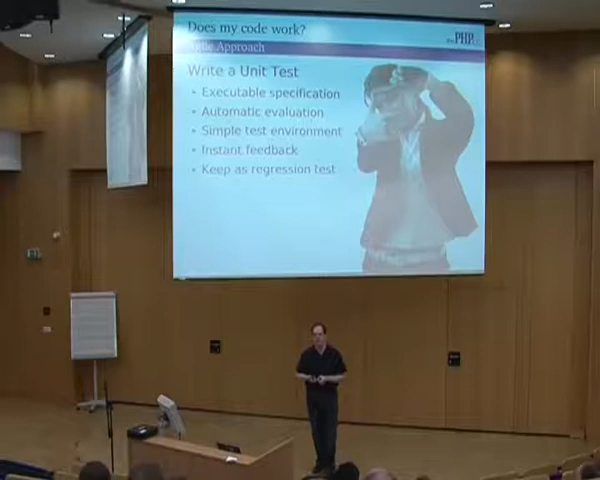 Does my code work?
Approach
PHP
Write a Unit Test
• Executable specification
• Automatic evaluation
• Simple test environment
• Instant feedback
• Keep as regression test